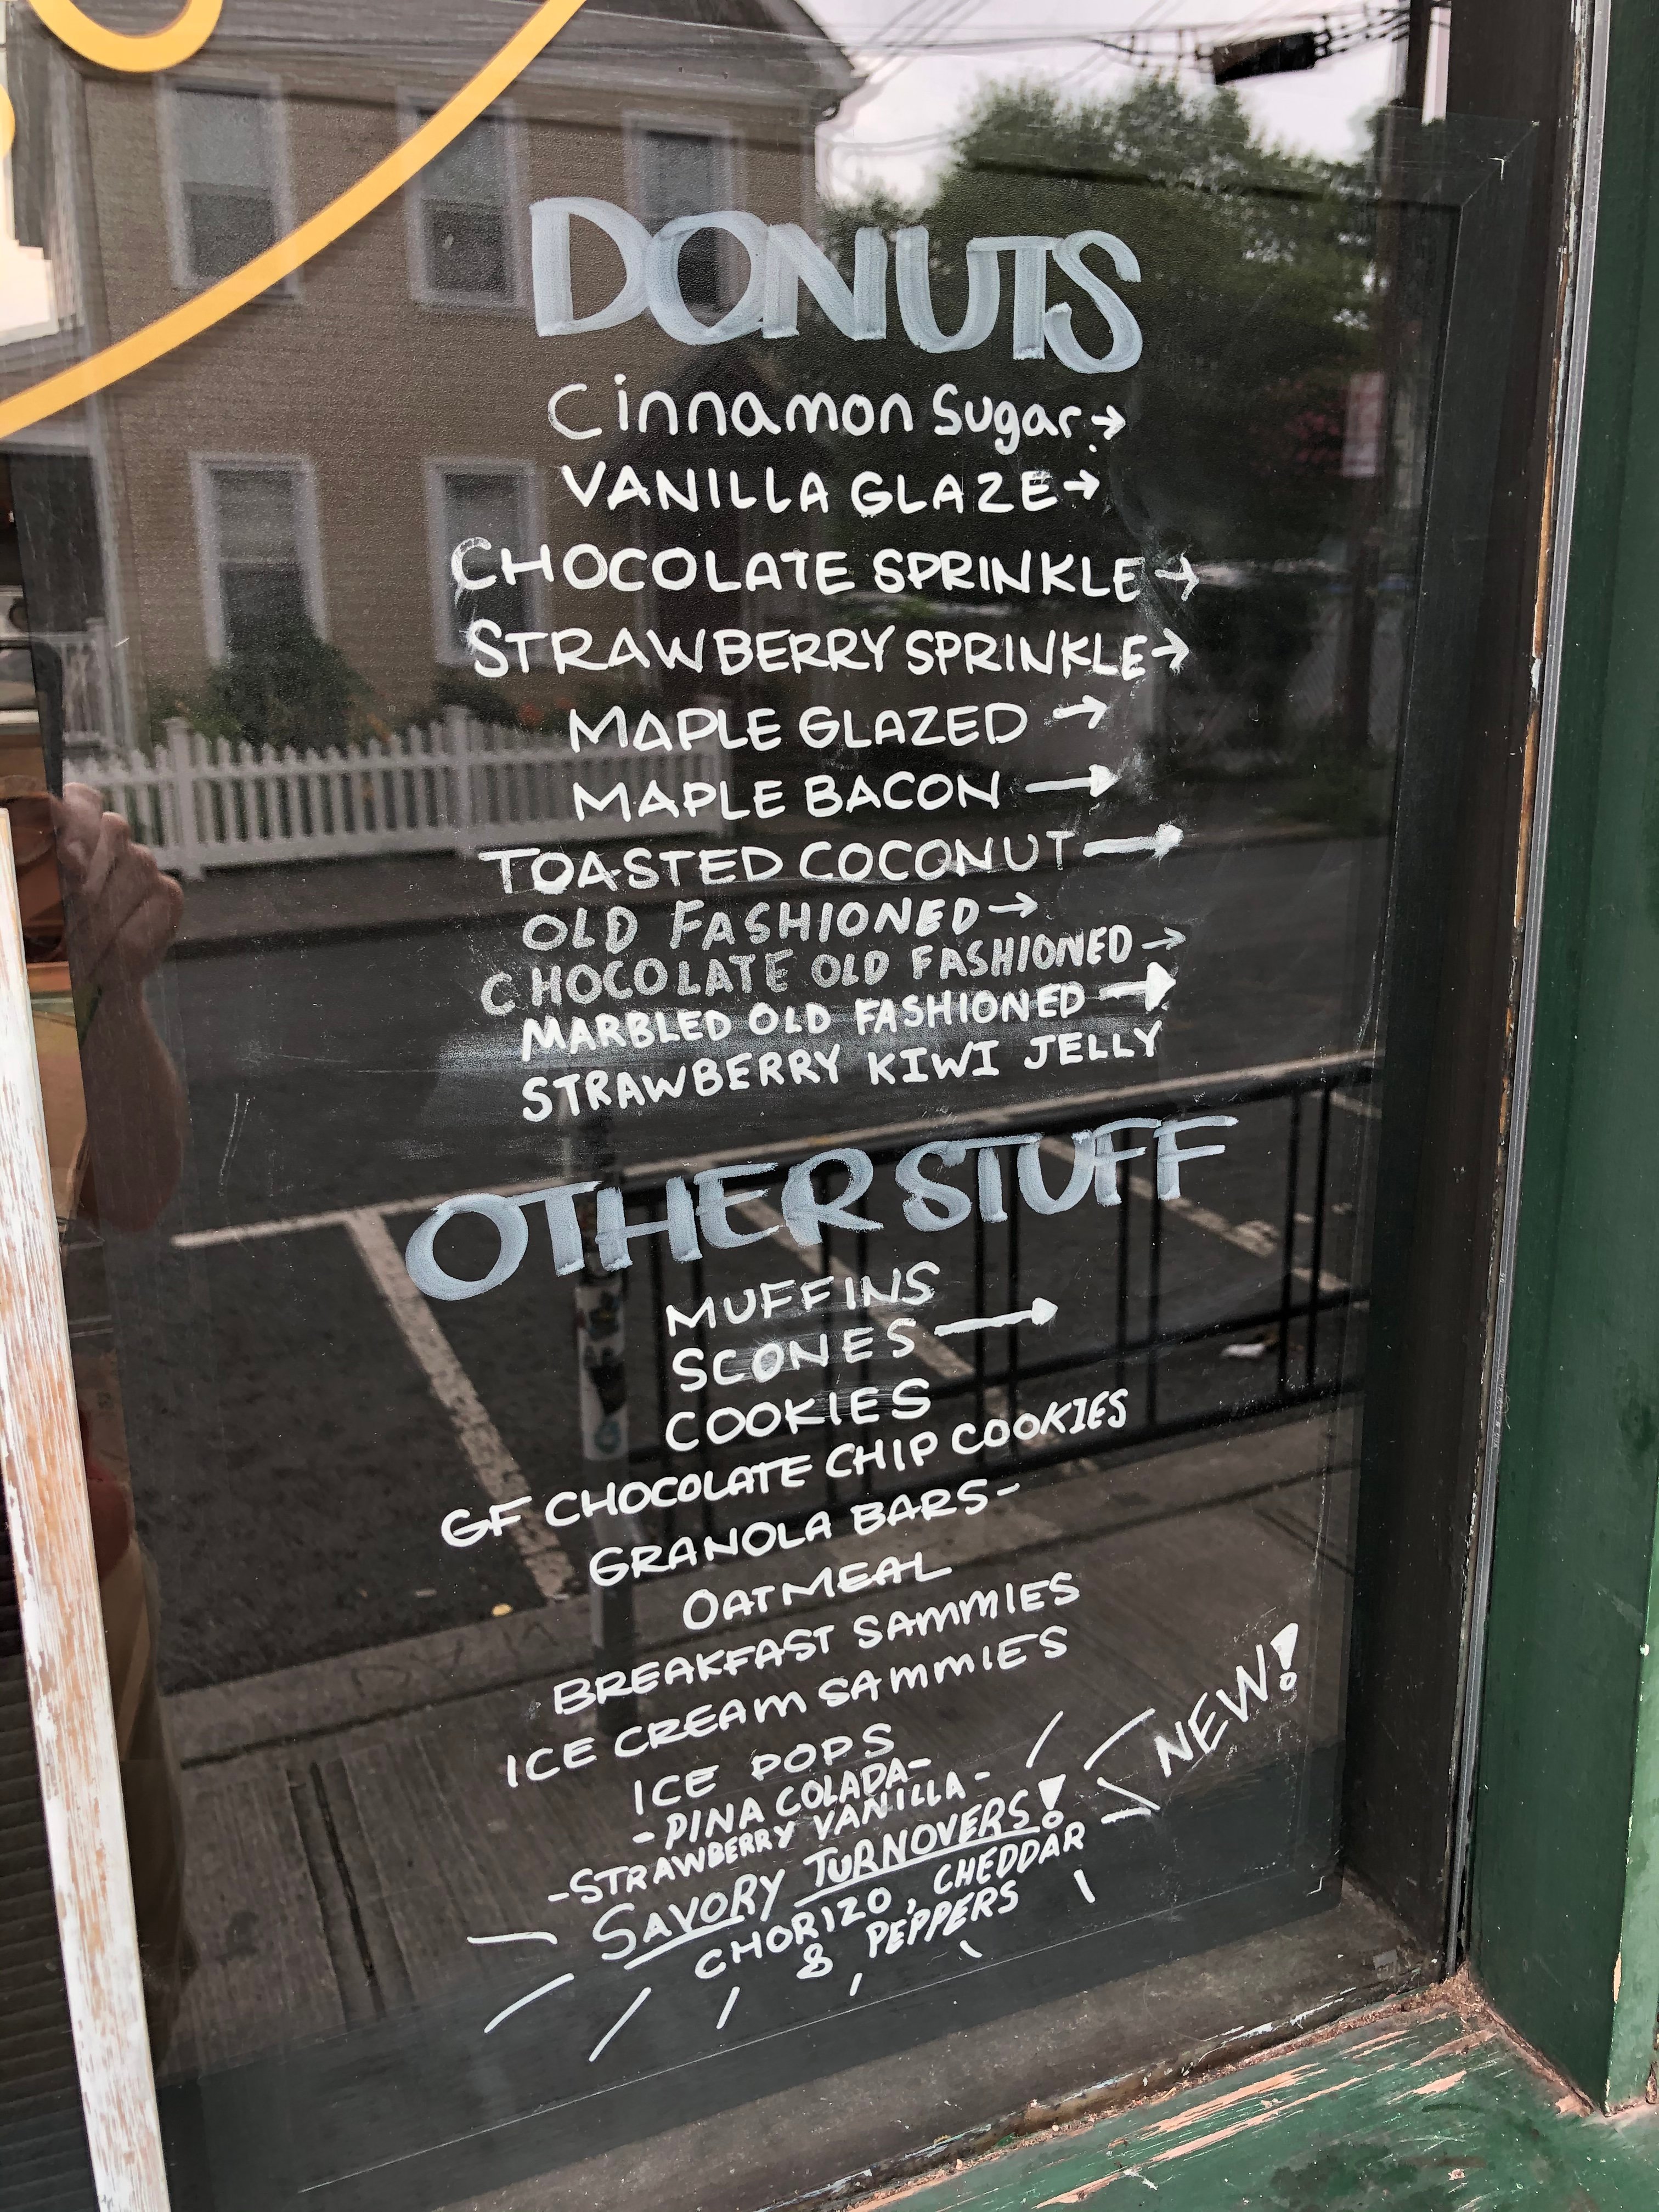 DONUTS
Cinnamon Sugar→
VANILLA GLAZE→
CHOCOLATE SPRINKLE→
STRAWBERRY SPRINKLE→
MAPLE GLAZED →
MAPLE BACON →
TOASTED COCONUT→
OLD FASHIONED→
CHOCOLATE OLD FASHIONED→
MARBLED OLD FASHIONED→
STRAWBERRY KIWI JELLY
OTHER STUFF
MUFFINS
SCONES→
COOKIES
GF CHOCOLATE CHIP COOKIES
GRANOLA BARS-
OATMEAL
BREAKFAST SAMMIES
ICE CREAM SAMMIES
ICE POPS
-PINA COLADA-
-STRAWBERRY VANILLA-
NEW!
SAVORY TURNOVERS!
CHORIZO, CHEDDAR
& PEPPERS